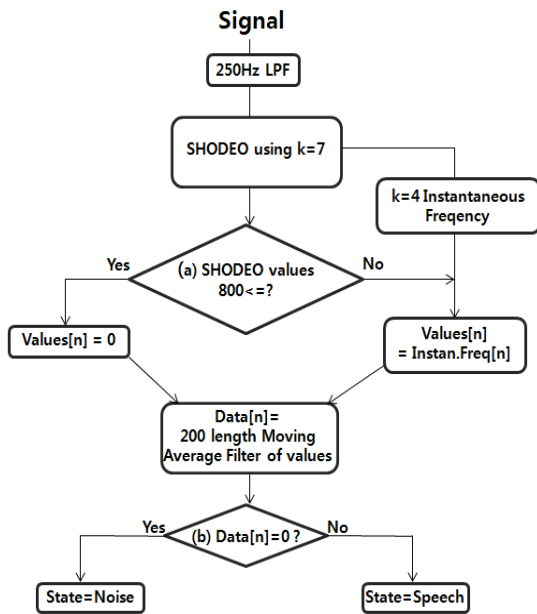 Signal
250Hz LPF
SHODEO using k=7
k=4 Instantaneous
Freqency
(a) SHODEO values
800<=?
Yes
No
Values[n] = 0
Values[n]
= Instan.Freq[n]
Data[n]=
200 length Moving
Average Filter of values
(b) Data[n]=0 ?
Yes
No
State=Noise
State=Speech